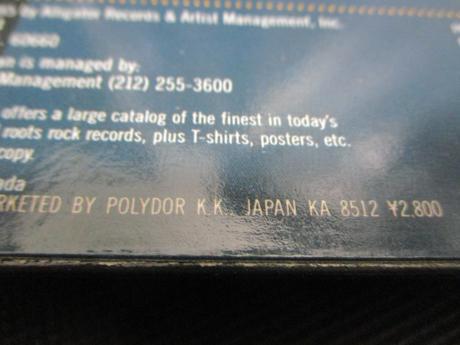 by Alligator Records & Artist Management, Inc.
60660
is managed by:
Management (212) 255-3600
offers a large catalog of the finest in today's
roots rock records, plus T-shirts, posters, etc.
copy.
ada
RKETED BY POLYDOR K.K., JAPAN KA 8512 ¥2.800